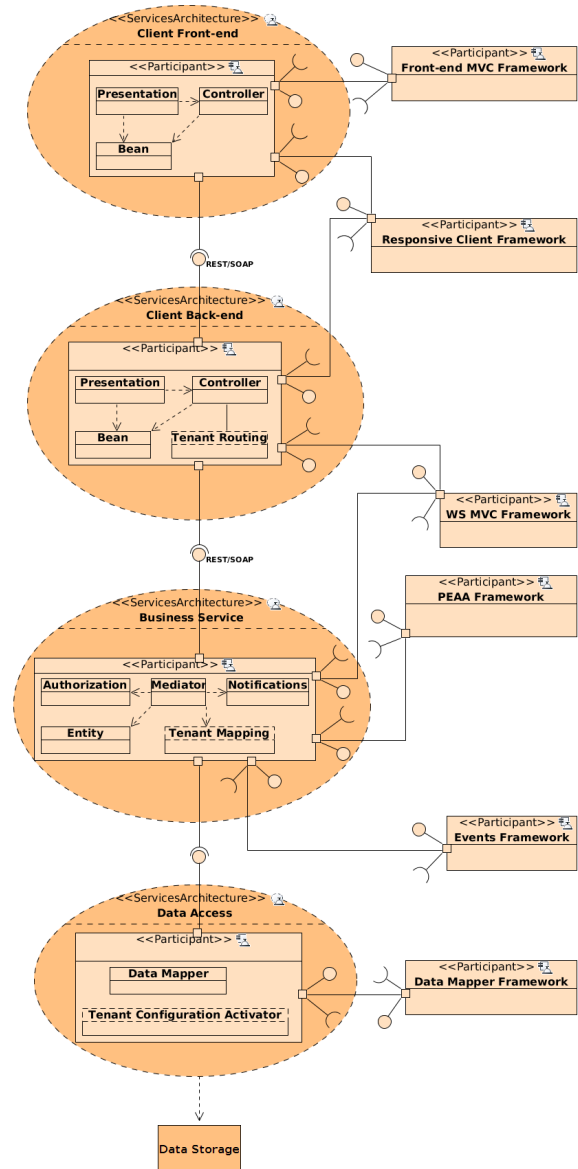 <<ServicesArchitecture>>
Client Front-end
<<Participant>>
Presentation
Controller
Bean
<<Participant>>
Front-end MVC Framework
<<Participant>>
Responsive Client Framework
REST/SOAP
<<ServicesArchitecture>>
Client Back-end
<<Participant>>
Presentation
Controller
Bean
Tenant Routing
<<Participant>>
WS MVC Framework
REST/SOAP
<<Participant>>
PEAA Framework
<<ServicesArchitecture>>
Business Service
<<Participant>>
Authorization
Mediator
Notifications
Entity
Tenant Mapping
<<Participant>>
Events Framework
<<ServicesArchitecture>>
Data Access
<<Participant>>
Data Mapper
Tenant Configuration Activator
<<Participant>>
Data Mapper Framework
Data Storage